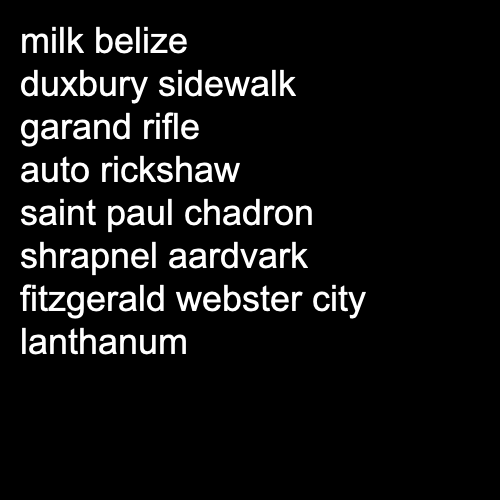 milk belize
duxbury sidewalk
garand rifle
auto rickshaw
saint paul chadron
shrapnel aardvark
fitzgerald webster city
lanthanum